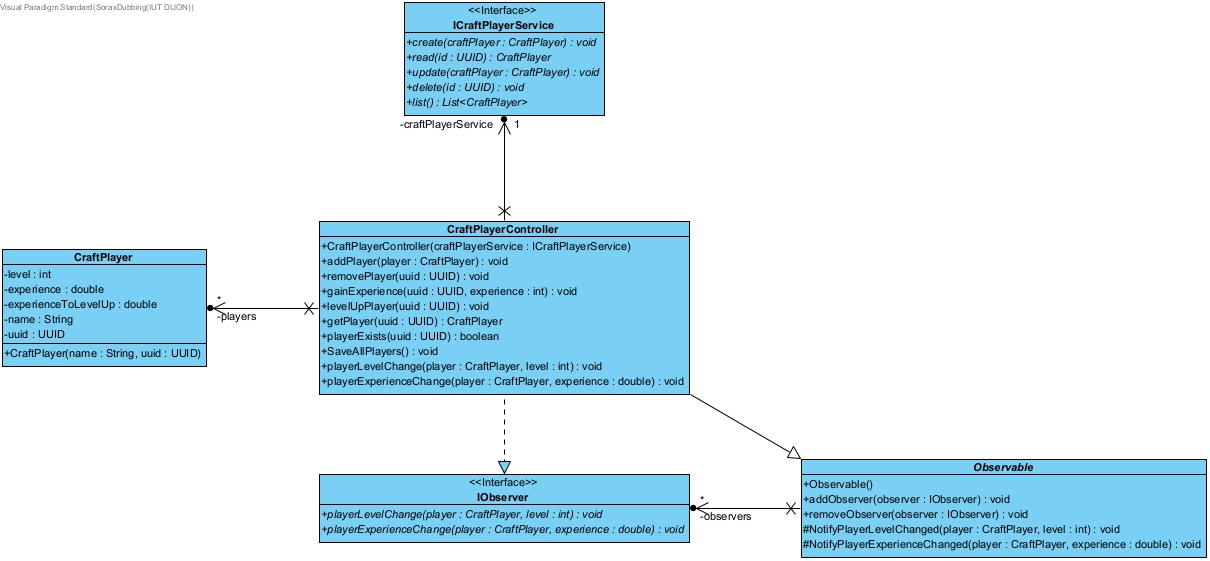 Visual Paradigm Standard(SoraxDubbing(IUT DIJON))
<<Interface>>
ICraftPlayerService
+create(craftPlayer : CraftPlayer) : void
+read(id : UUID) : CraftPlayer
+update(craftPlayer : CraftPlayer) : void
+delete(id : UUID) : void
+list() : List<CraftPlayer>
-craftPlayerService 1
CraftPlayerController
+CraftPlayerController(craftPlayerService : ICraftPlayerService)
+addPlayer(player : CraftPlayer) : void
+removePlayer(uuid : UUID) : void
+gainExperience(uuid : UUID, experience : int) : void
+levelUpPlayer(uuid : UUID) : void
+getPlayer(uuid : UUID) : CraftPlayer
+playerExists(uuid : UUID) : boolean
+SaveAllPlayers() : void
+playerLevelChange(player : CraftPlayer, level : int) : void
+playerExperienceChange(player : CraftPlayer, experience : double) : void
CraftPlayer
-level : int
-experience : double
-experienceToLevelUp : double
-name : String
-uuid : UUID
+CraftPlayer(name : String, uuid : UUID)
*
-players
<<Interface>>
IObserver
+playerLevelChange(player : CraftPlayer, level : int) : void
+playerExperienceChange(player : CraftPlayer, experience : double) : void
*
-observers
Observable
+Observable()
+addObserver(observer : IObserver) : void
+removeObserver(observer : IObserver) : void
#NotifyPlayerLevelChanged(player : CraftPlayer, level : int) : void
#NotifyPlayerExperienceChanged(player : CraftPlayer, experience : double) : void